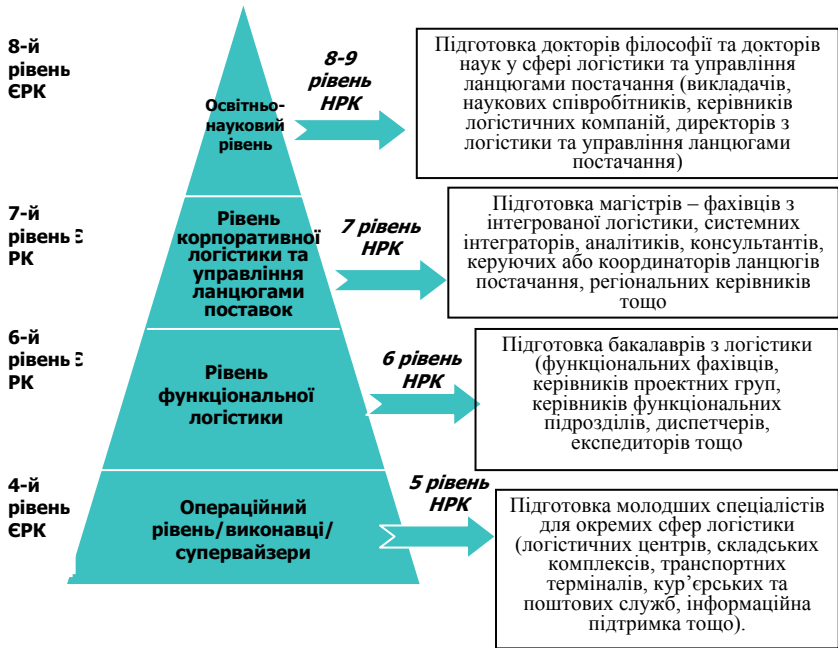 8-й
рівень
ЄРК
Освітньо-
науковий
рівень
8-9
рівень
НРК
Підготовка докторів філософії та докторів
наук у сфері логістики та управління
ланцюгами постачання (викладачів,
наукових співробітників, керівників
логістичних компаній, директорів з
логістики та управління ланцюгами
постачання)
7-й
рівень Є
РК
Рівень
корпоративної
логістики та
управління
ланцюгами
поставок
7 рівень
НРК
Підготовка магістрів – фахівців з
інтегрованої логістики, системних
інтеграторів, аналітиків, консультантів,
керуючих або координаторів ланцюгів
постачання, регіональних керівників
тощо
6-й
рівень Є
РК
Рівень
функціональної
логістики
6 рівень
НРК
Підготовка бакалаврів з логістики
(функціональних фахівців,
керівників проектних груп,
керівників функціональних
підрозділів, диспетчерів,
експедиторів тощо
4-й
рівень
ЄРК
Операційний
рівень/виконавці/
супервайзери
5 рівень
НРК
Підготовка молодших спеціалістів
для окремих сфер логістики
(логістичних центрів, складських
комплексів, транспортних
терміналів, кур’єрських та
поштових служб, інформаційна
підтримка тощо).